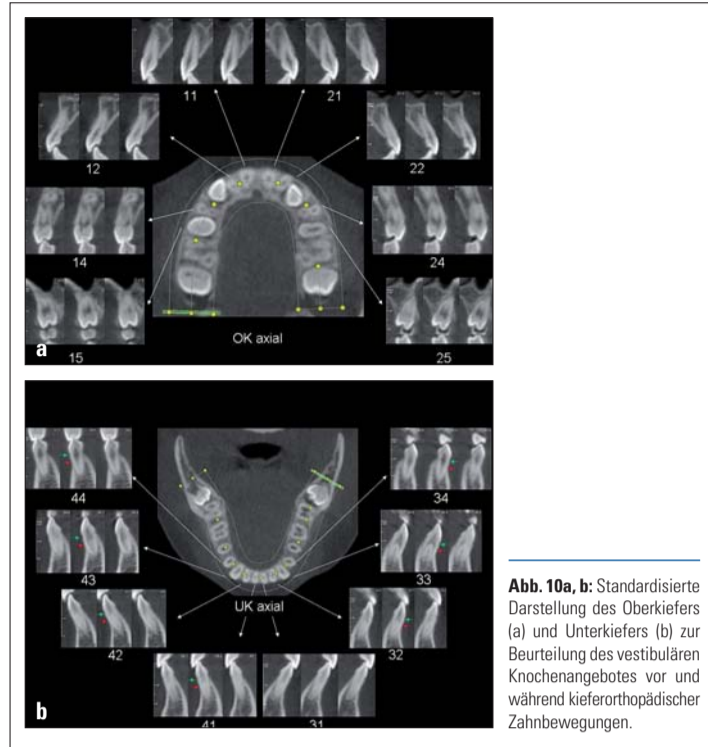 11 21
12 22
14 24
15 25
OK axial
a
44 34
43 33
UK axial
42 32
41 31
b
Abb. 10a, b: Standardisierte
Darstellung des Oberkiefers
(a) und Unterkiefers (b) zur
Beurteilung des vestibulären
Knochenangebotes vor und
während kieferorthopädischer
Zahnbewegungen.